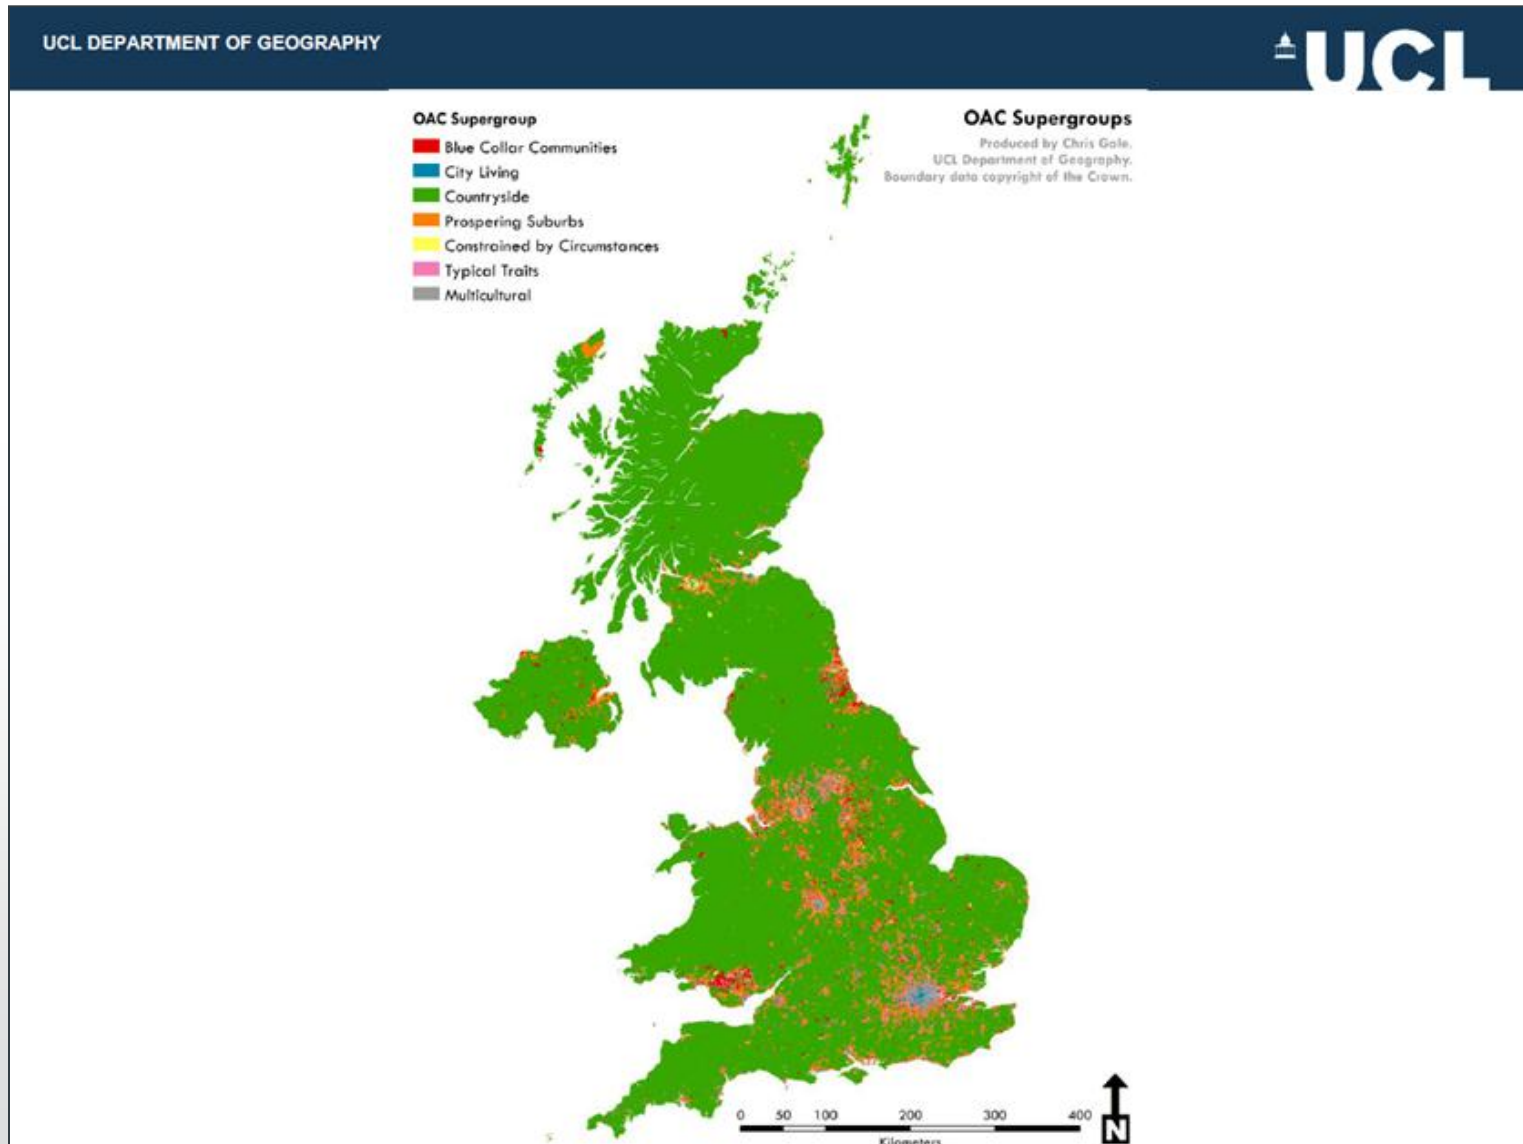 UCL DEPARTMENT OF GEOGRAPHY
UCL
OAC Supergroup
Blue Collar Communities
City Living
Countryside
Prospering Suburbs
Constrained by Circumstances
Typical Traits
Multicultural
OAC Supergroups
Produced by Chris Gale.
UCL Department of Geography.
Boundary data copyright of the Crown.
0 50 100 200 300 400
Kilometers
N